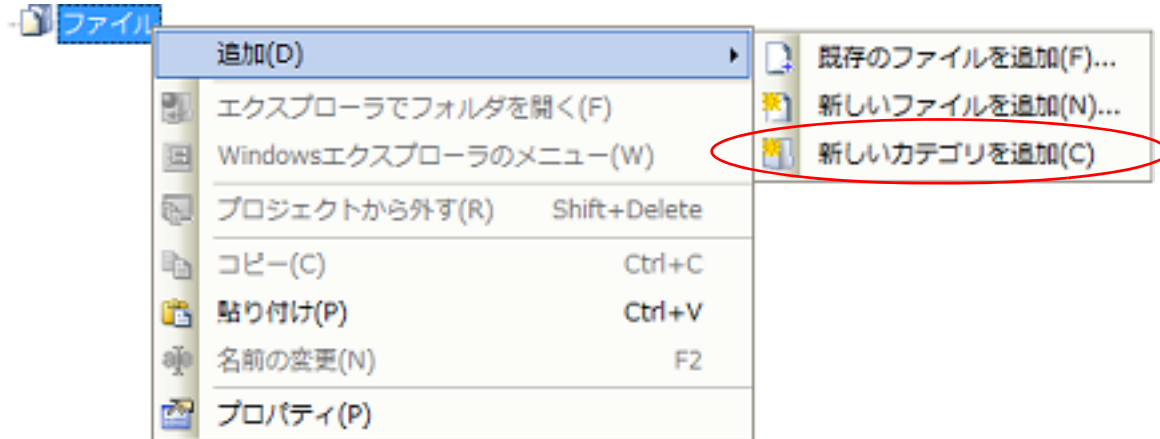 ファイル
追加(D)
エクスプローラでフォルダを開く(F)
Windowsエクスプローラのメニュー(W)
プロジェクトから外す(R) Shift+Delete
コピー(C) Ctrl+C
貼り付け(P) Ctrl+V
名前の変更(N) F2
プロパティ(P)
既存のファイルを追加(F)...
新しいファイルを追加(N)...
新しいカテゴリを追加(C)